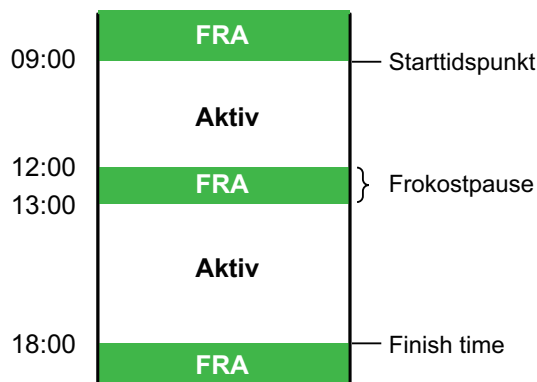 FRA
09:00
Starttidspunkt
Aktiv
12:00
FRA
Frokostpause
13:00
Aktiv
18:00
Finish time
FRA